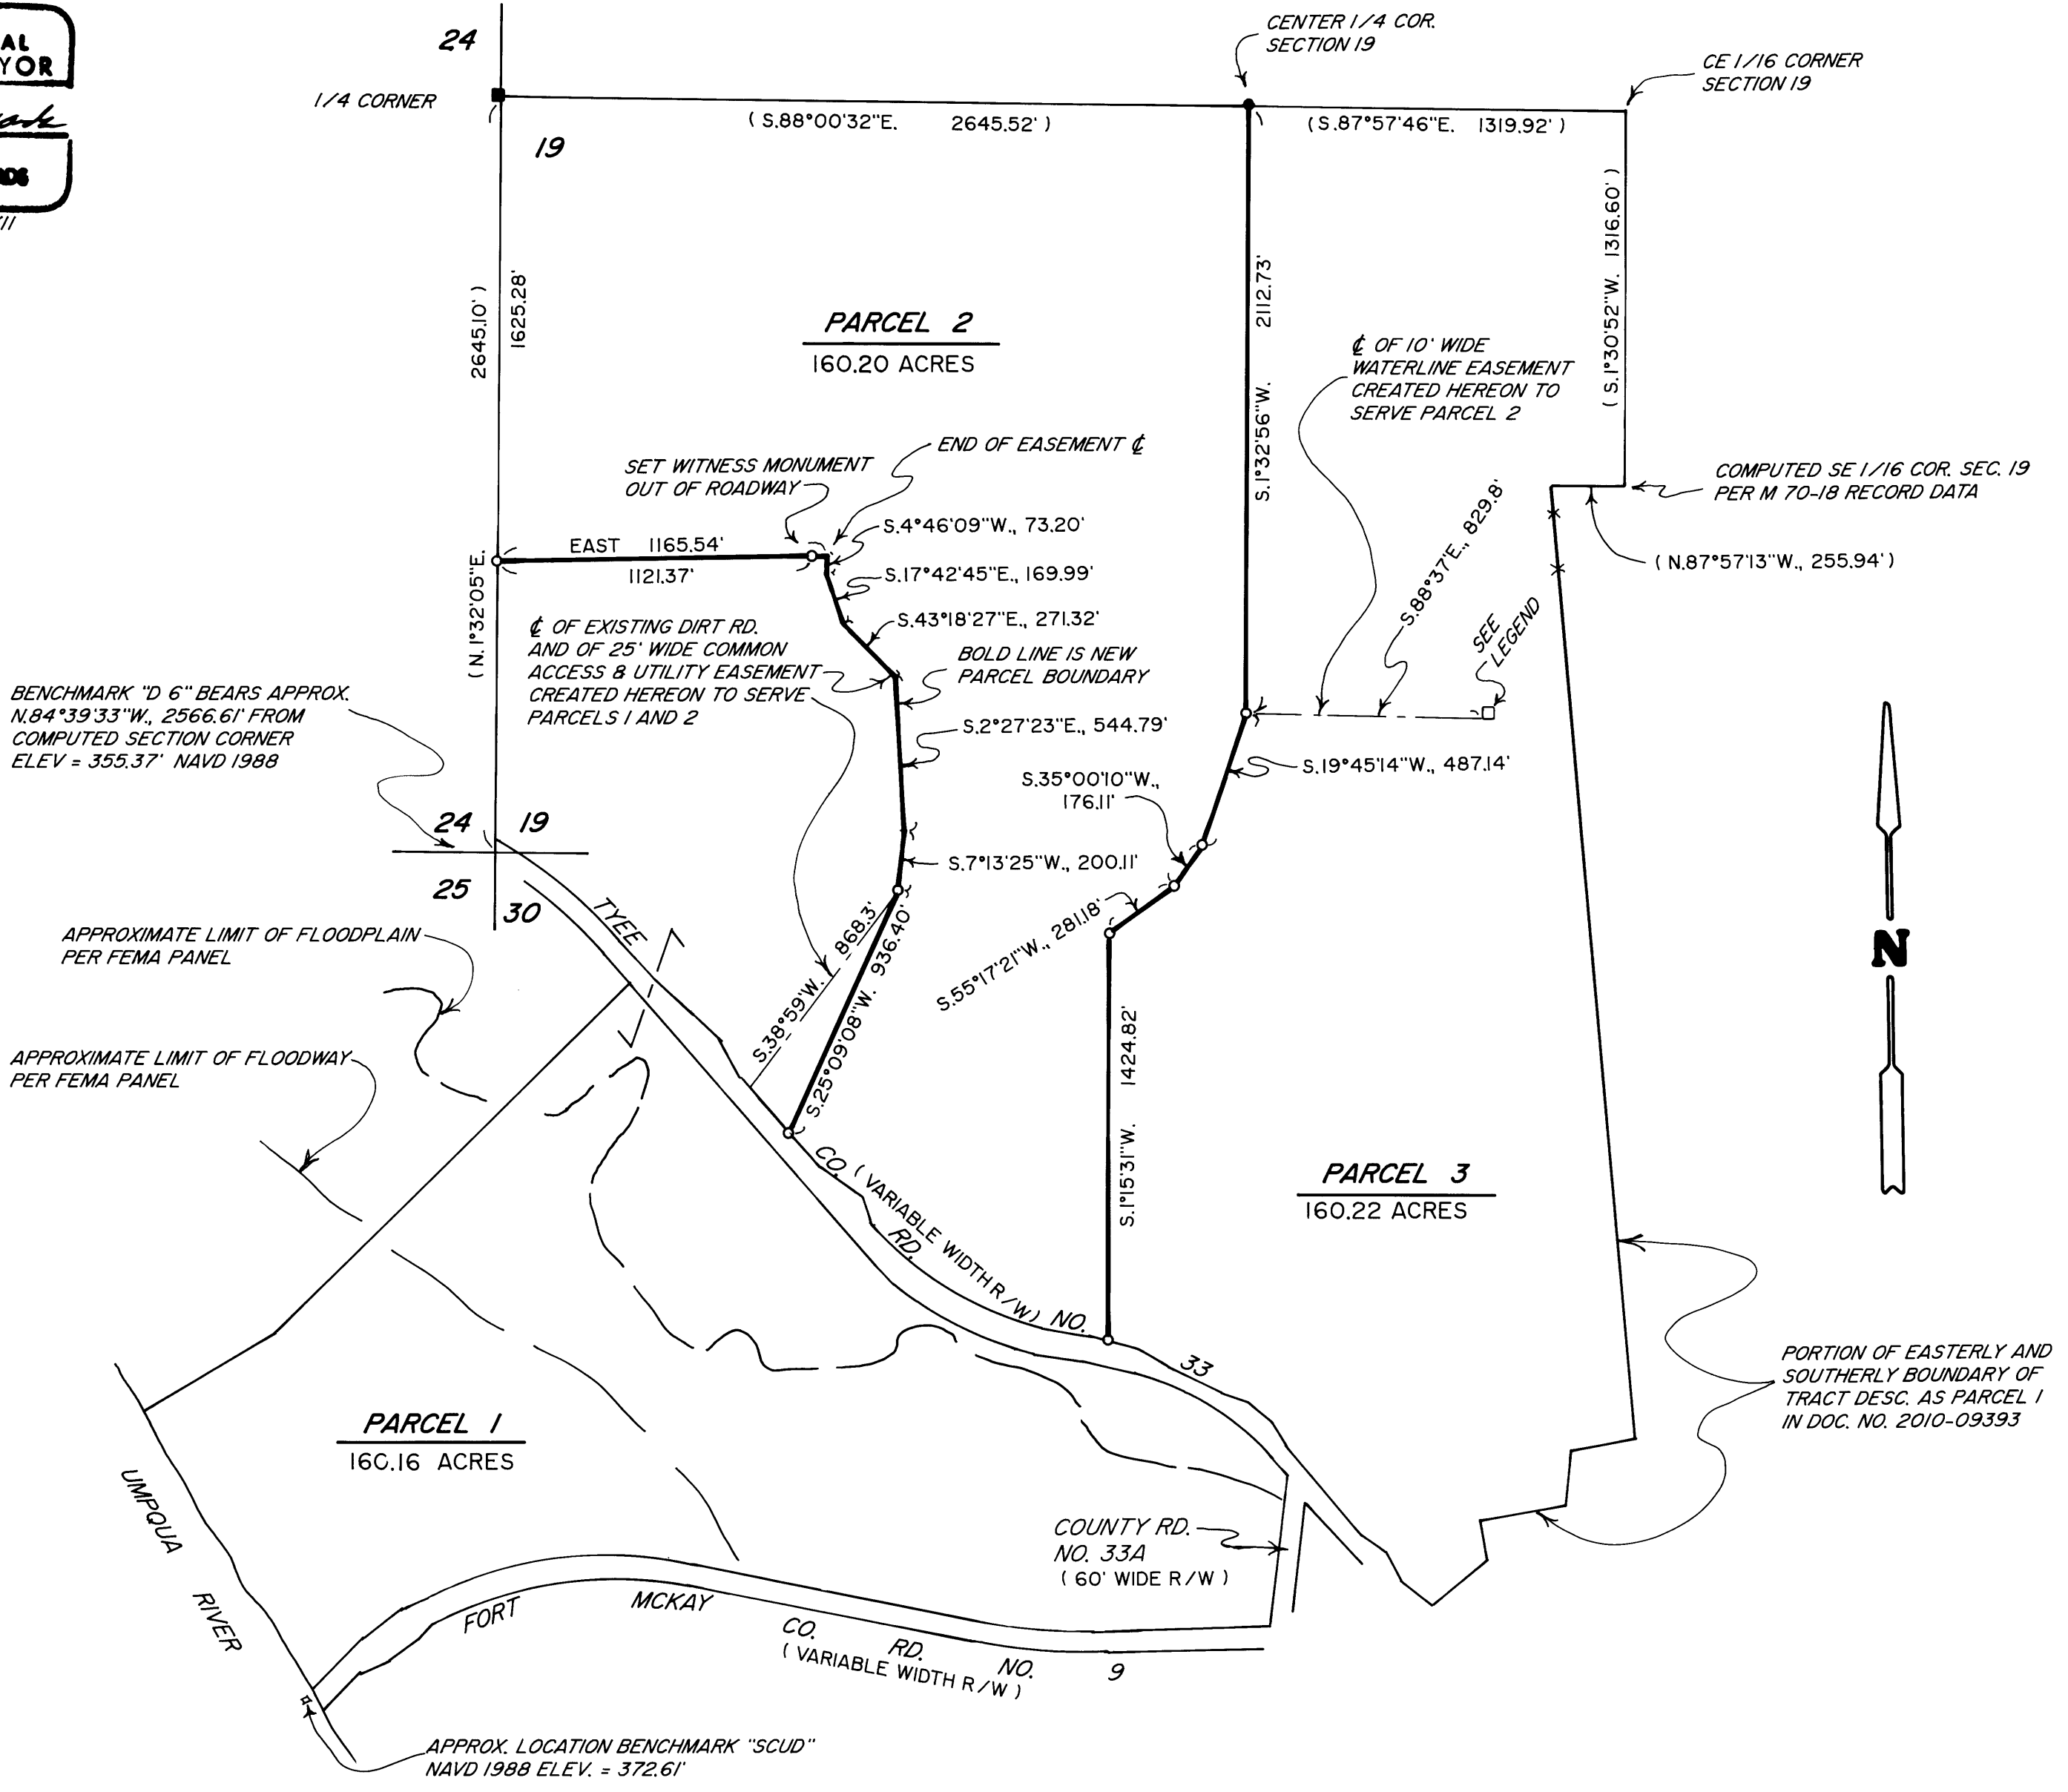 AL
YOR
24
1/4 CORNER
19
CENTER 1/4 COR.
SECTION 19
CE 1/16 CORNER
SECTION 19
( S.88°00'32"E. 2645.52' )
(S.87°57'46"E. 1319.92' )
( S.1°30'52"W. 1316.60' )
( N.1°32'05"E. 2645.10' )
1625.28'
PARCEL 2
160.20 ACRES
S.1°32'56"W. 2112.73'
℄ OF 10' WIDE
WATERLINE EASEMENT
CREATED HEREON TO
SERVE PARCEL 2
END OF EASEMENT ℄
SET WITNESS MONUMENT
OUT OF ROADWAY
COMPUTED SE 1/16 COR. SEC. 19
PER M 70-18 RECORD DATA
( N.87°57'13"W., 255.94' )
EAST 1165.54'
1121.37'
S.4°46'09"W., 73.20'
S.17°42'45"E., 169.99'
S.43°18'27"E., 271.32'
S.88°37'E., 829.8'
SEE
LEGEND
℄ OF EXISTING DIRT RD.
AND OF 25' WIDE COMMON
ACCESS & UTILITY EASEMENT
CREATED HEREON TO SERVE
PARCELS 1 AND 2
BOLD LINE IS NEW
PARCEL BOUNDARY
S.2°27'23"E., 544.79'
BENCHMARK "D 6" BEARS APPROX.
N.84°39'33"W., 2566.61' FROM
COMPUTED SECTION CORNER
ELEV = 355.37' NAVD 1988
S.19°45'14"W., 487.14'
S.35°00'10"W.,
176.11'
24 19
25 30
S.7°13'25"W., 200.11'
S.55°17'21"W., 281.18'
S.38°59'W. 868.3'
S.25°09'08"W. 936.40'
APPROXIMATE LIMIT OF FLOODPLAIN
PER FEMA PANEL
APPROXIMATE LIMIT OF FLOODWAY
PER FEMA PANEL
N
S.1°15'31"W. 1424.82'
TYEE CO. RD. NO. 33
( VARIABLE WIDTH R/W )
PARCEL 3
160.22 ACRES
PORTION OF EASTERLY AND
SOUTHERLY BOUNDARY OF
TRACT DESC. AS PARCEL 1
IN DOC. NO. 2010-09393
PARCEL 1
160.16 ACRES
UMPQUA
RIVER
COUNTY RD.
NO. 33A
( 60' WIDE R/W )
FORT MCKAY CO. RD. NO. 9
( VARIABLE WIDTH R/W )
APPROX. LOCATION BENCHMARK "SCUD"
NAVD 1988 ELEV. = 372.61'